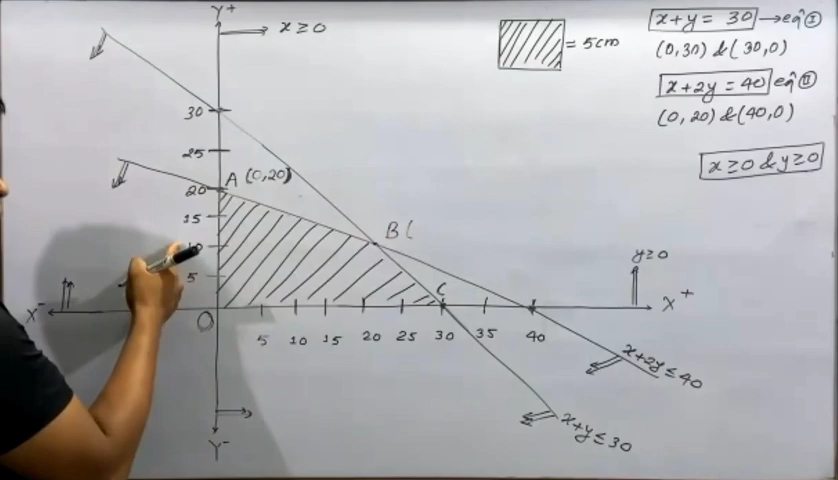 Y+
x ≥ 0
= 5cm
x+y = 30 → eqⁿ ①
(0,30) & (30,0)
x+2y = 40 eqⁿ ②
(0, 20) & (40,0)
x≥0 & y≥0
30
25
A (0,20)
20
15
10
5
B (
C
y≥0
X-
X+
O
5 10 15 20 25 30 35 40
x+2y ≤ 40
x+y ≤ 30
Y-